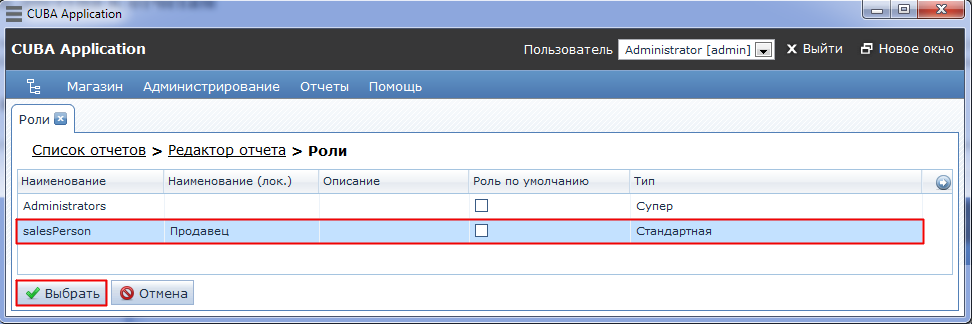 CUBA Application
CUBA Application Пользователь Administrator [admin] Выйти Новое окно
Магазин Администрирование Отчеты Помощь
Роли
Список отчетов > Редактор отчета > Роли
Наименование Наименование (лок.) Описание Роль по умолчанию Тип
Administrators Супер
salesPerson Продавец Стандартная
Выбрать Отмена